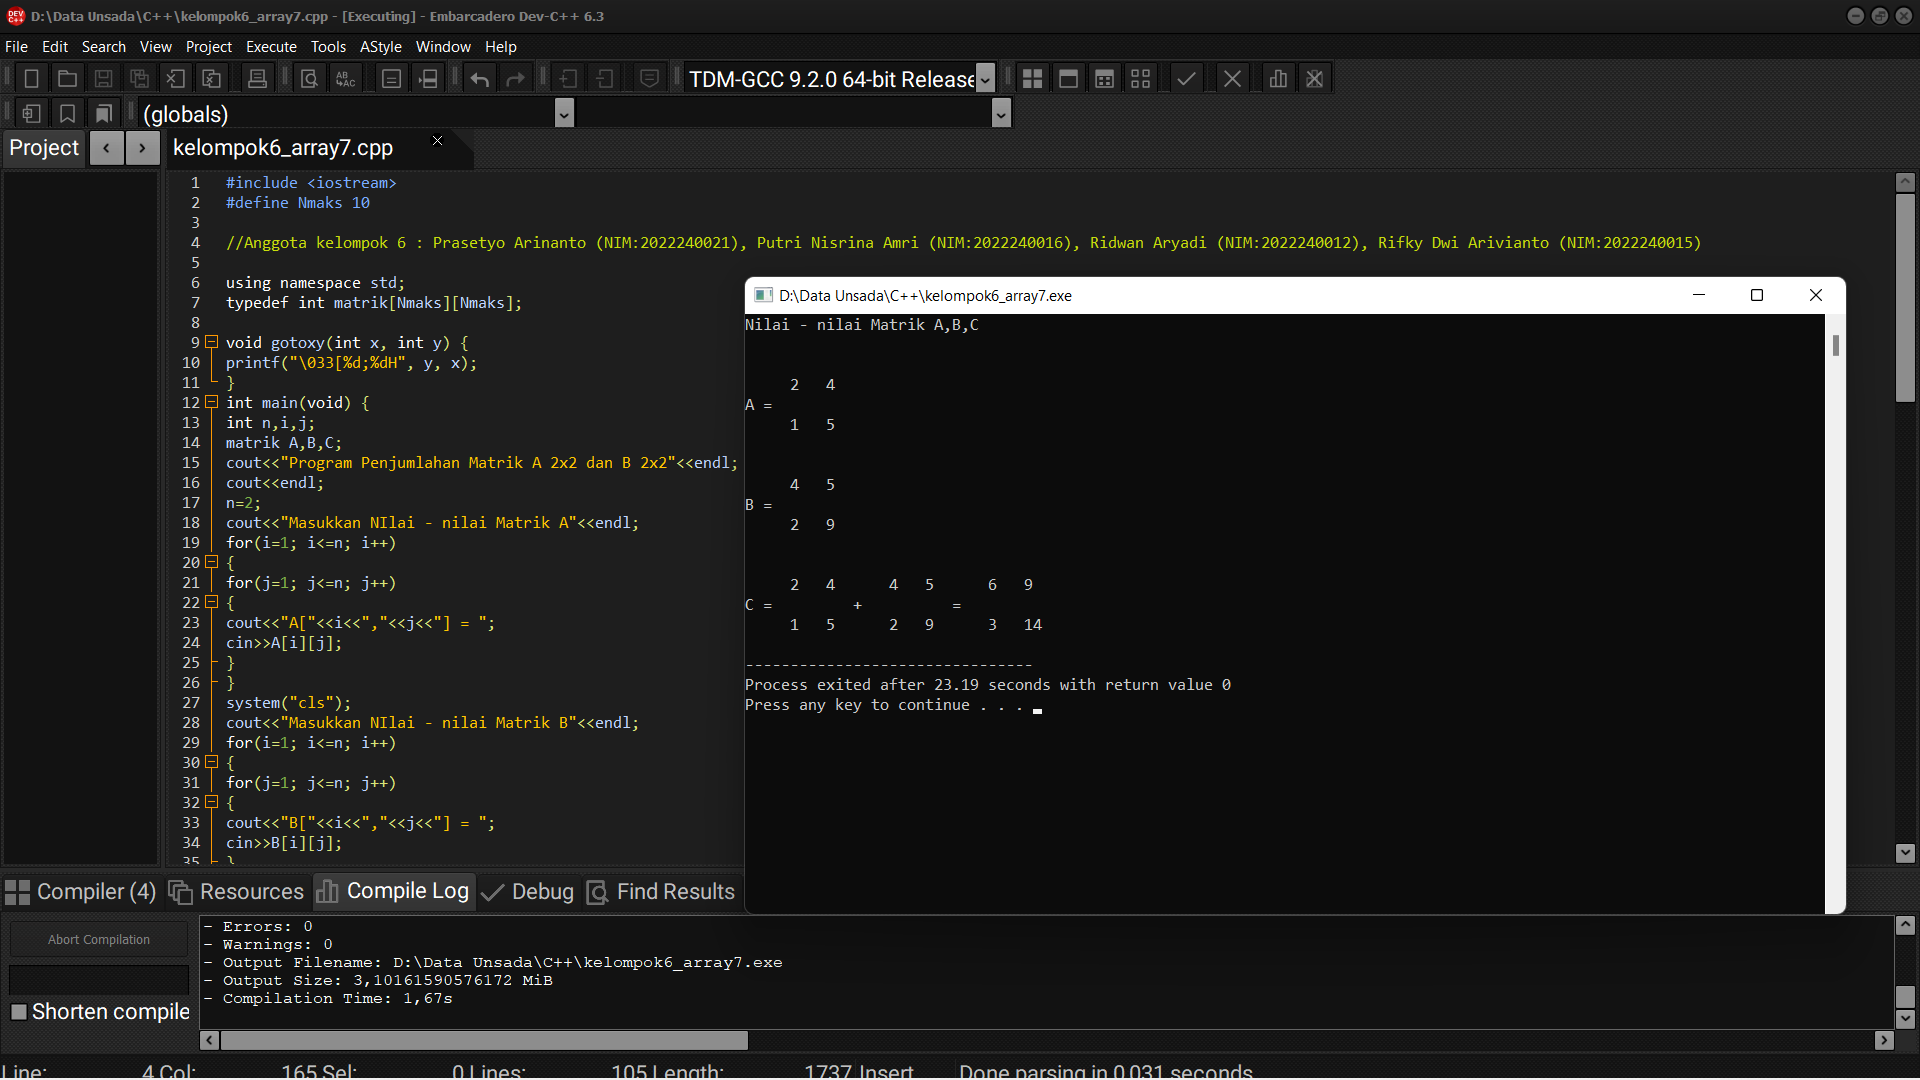 D:\Data Unsada\C++\kelompok6_array7.cpp - [Executing] - Embarcadero Dev-C++ 6.3
File Edit Search View Project Execute Tools AStyle Window Help
TDM-GCC 9.2.0 64-bit Release
(globals)
Project
kelompok6_array7.cpp
1 #include <iostream>
2 #define Nmaks 10
3
4 //Anggota kelompok 6 : Prasetyo Arinanto (NIM:2022240021), Putri Nisrina Amri (NIM:2022240016), Ridwan Aryadi (NIM:2022240012), Rifky Dwi Arivianto (NIM:2022240015)
5
6 using namespace std;
7 typedef int matrik[Nmaks][Nmaks];
8
9 void gotoxy(int x, int y) {
10 printf("\033[%d;%dH", y, x);
11 }
12 int main(void) {
13 int n,i,j;
14 matrik A,B,C;
15 cout<<"Program Penjumlahan Matrik A 2x2 dan B 2x2"<<endl;
16 cout<<endl;
17 n=2;
18 cout<<"Masukkan NIlai - nilai Matrik A"<<endl;
19 for(i=1; i<=n; i++)
20 {
21 for(j=1; j<=n; j++)
22 {
23 cout<<"A["<<i<<","<<j<<"] = ";
24 cin>>A[i][j];
25 }
26 }
27 system("cls");
28 cout<<"Masukkan NIlai - nilai Matrik B"<<endl;
29 for(i=1; i<=n; i++)
30 {
31 for(j=1; j<=n; j++)
32 {
33 cout<<"B["<<i<<","<<j<<"] = ";
34 cin>>B[i][j];
35 }
D:\Data Unsada\C++\kelompok6_array7.exe
Nilai - nilai Matrik A,B,C
2 4
A =
1 5
4 5
B =
2 9
2 4 4 5 6 9
C = + =
1 5 2 9 3 14
--------------------------------
Process exited after 23.19 seconds with return value 0
Press any key to continue . . .
Compiler (4) Resources Compile Log Debug Find Results
Abort Compilation
Shorten compile
- Errors: 0
- Warnings: 0
- Output Filename: D:\Data Unsada\C++\kelompok6_array7.exe
- Output Size: 3,10161590576172 MiB
- Compilation Time: 1,67s
Line: 4 Col: 165 Sel: 0 Lines: 105 Length: 1737 Insert Done parsing in 0,031 seconds